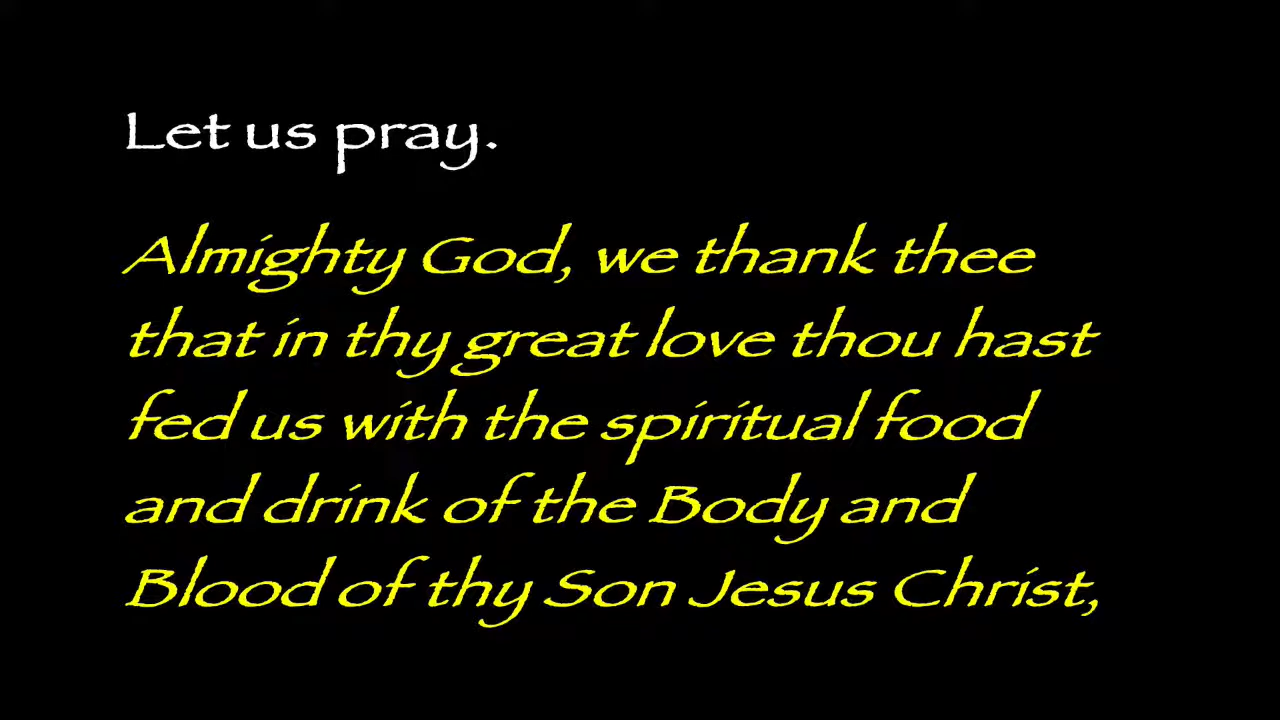 Let us pray.
Almighty God, we thank thee
that in thy great love thou hast
fed us with the spiritual food
and drink of the Body and
Blood of thy Son Jesus Christ,